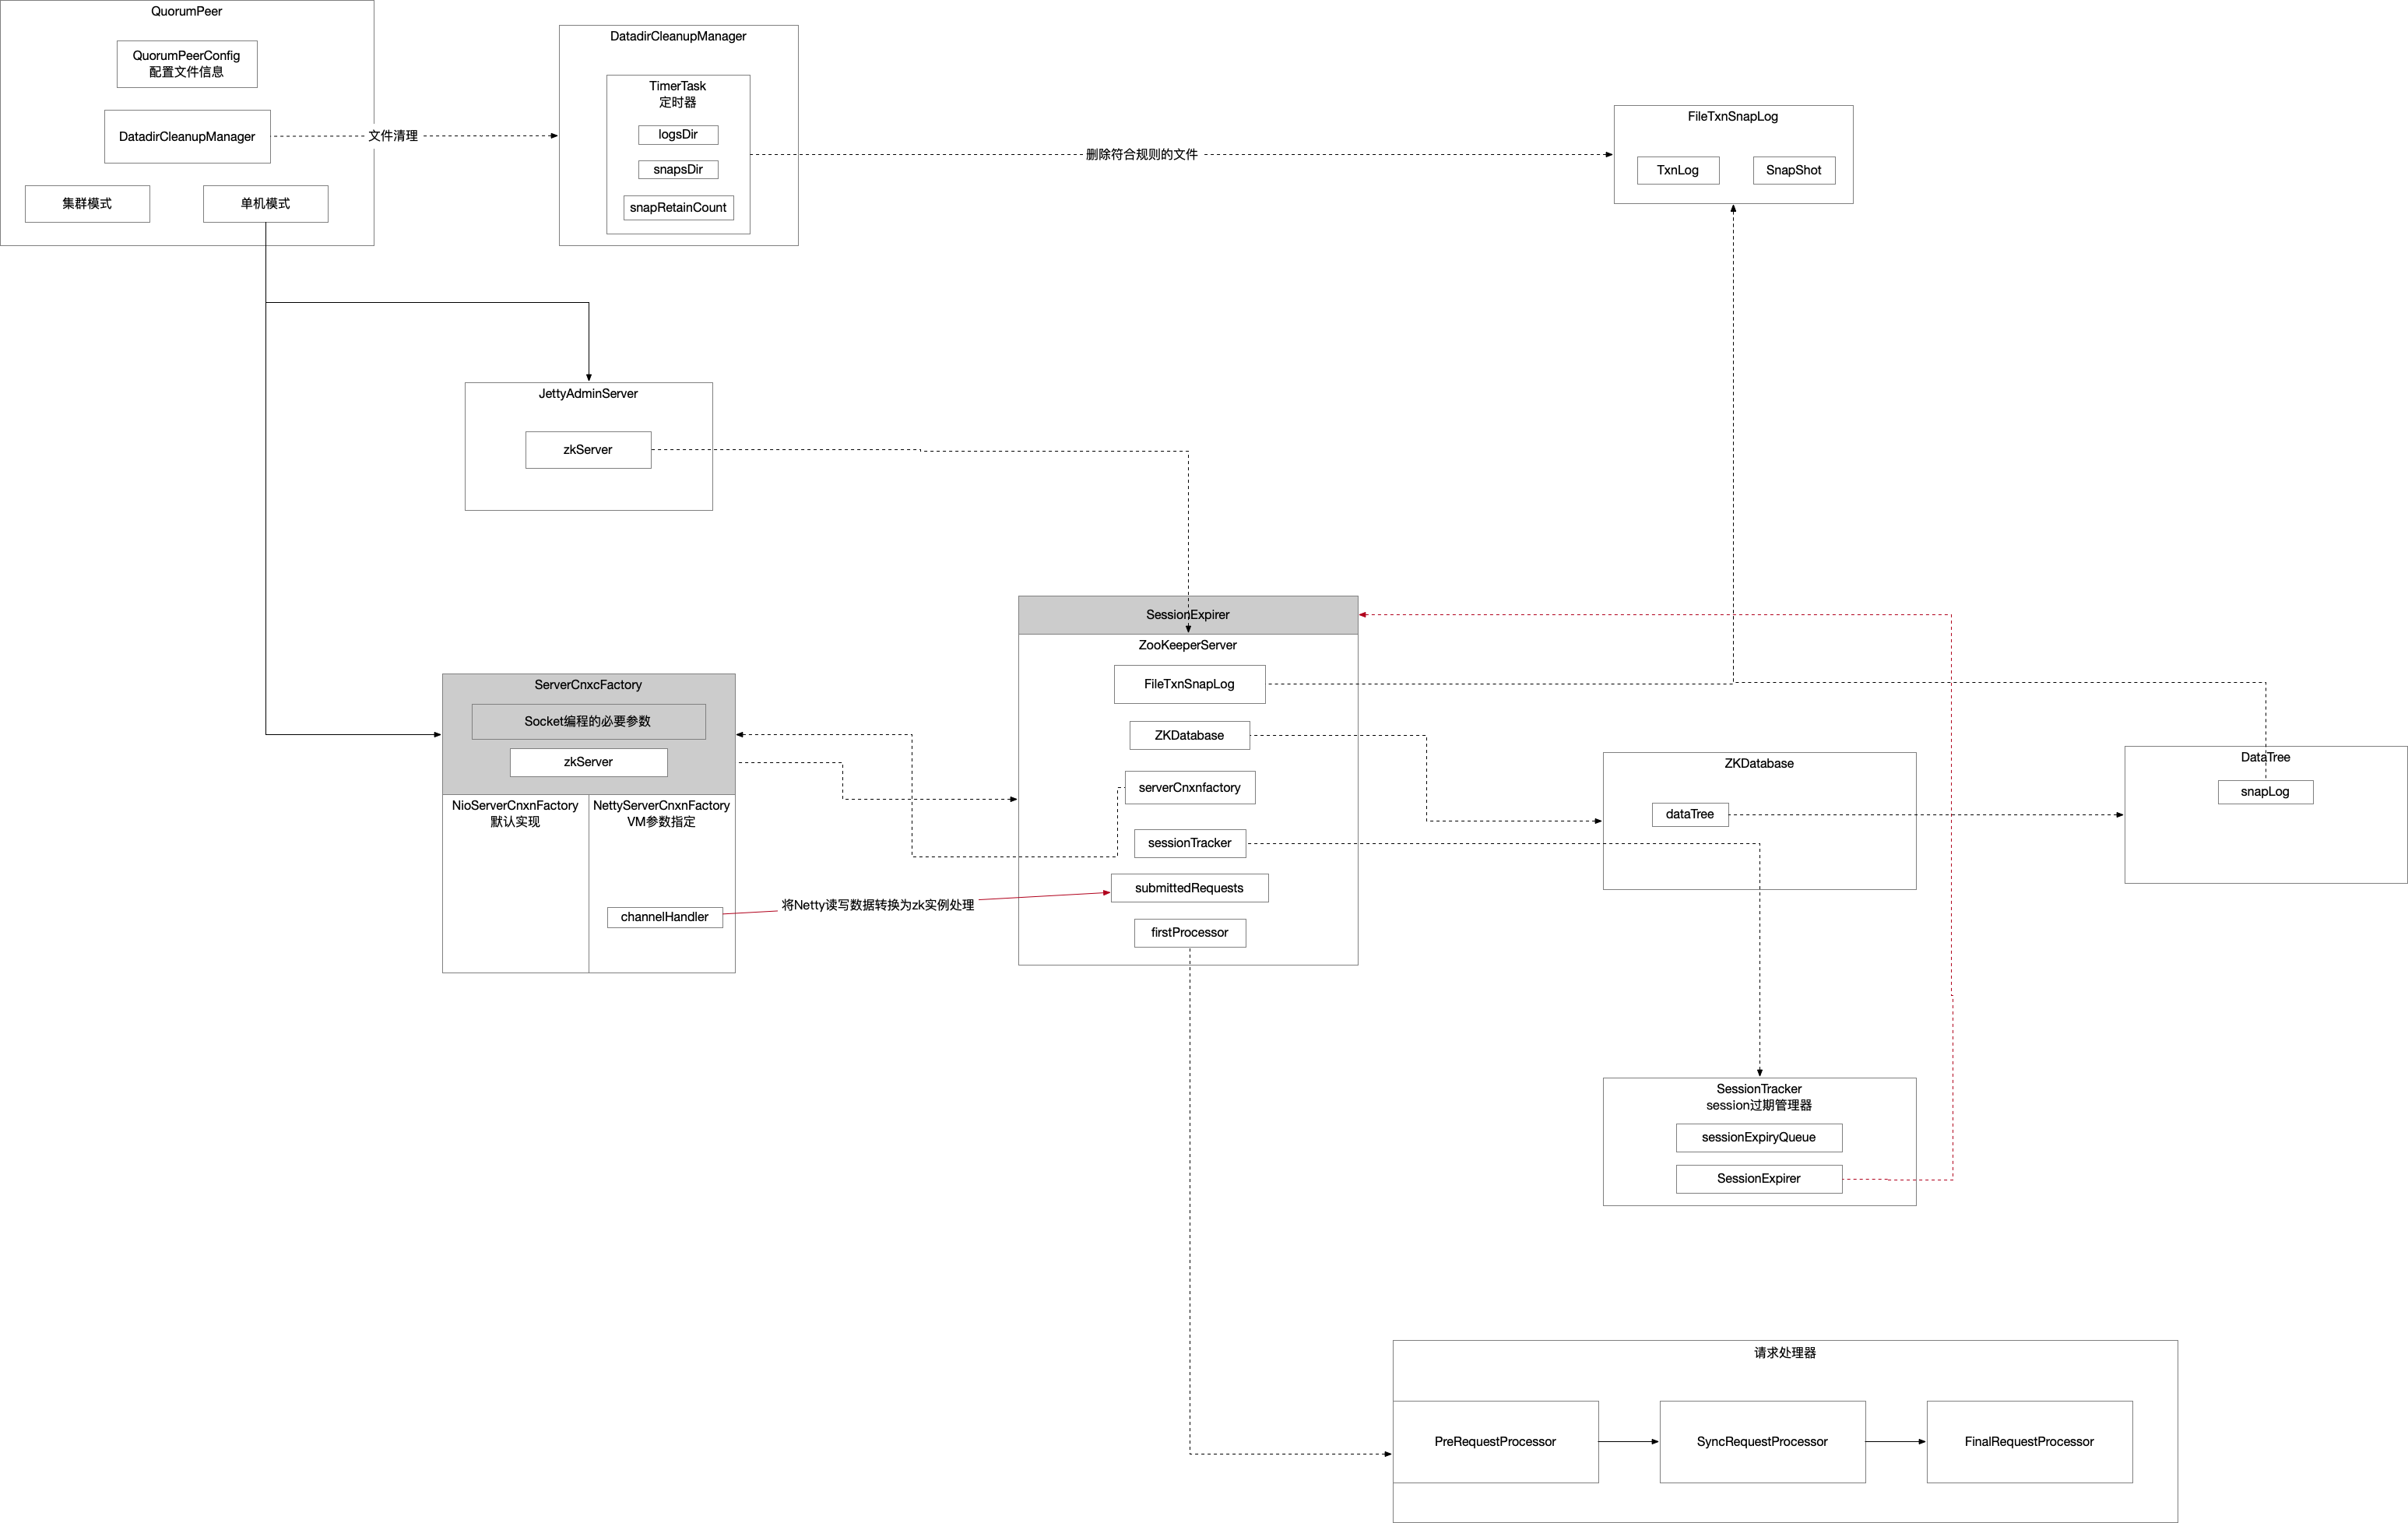 QuorumPeer
QuorumPeerConfig
配置文件信息
DatadirCleanupManager
文件清理
集群模式
单机模式
DatadirCleanupManager
TimerTask
定时器
logsDir
snapsDir
snapRetainCount
删除符合规则的文件
FileTxnSnapLog
TxnLog
SnapShot
JettyAdminServer
zkServer
SessionExpirer
ZooKeeperServer
FileTxnSnapLog
ZKDatabase
serverCnxnfactory
sessionTracker
submittedRequests
firstProcessor
ServerCnxcFactory
Socket编程的必要参数
zkServer
NioServerCnxnFactory
默认实现
NettyServerCnxnFactory
VM参数指定
channelHandler
将Netty读写数据转换为zk实例处理
ZKDatabase
dataTree
DataTree
snapLog
SessionTracker
session过期管理器
sessionExpiryQueue
SessionExpirer
请求处理器
PreRequestProcessor
SyncRequestProcessor
FinalRequestProcessor